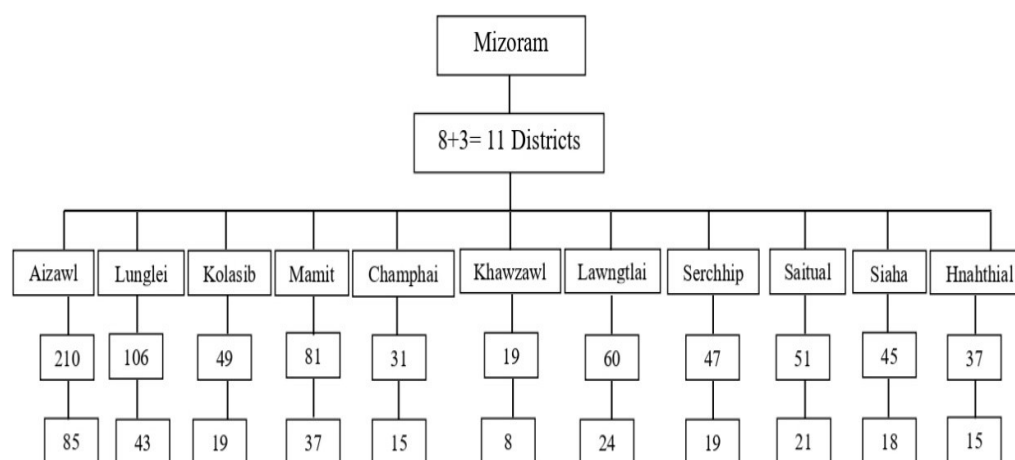 Mizoram
8+3= 11 Districts
Aizawl Lunglei Kolasib Mamit Champhai Khawzawl Lawngtlai Serchhip Saitual Siaha Hnahthial
210 106 49 81 31 19 60 47 51 45 37
85 43 19 37 15 8 24 19 21 18 15